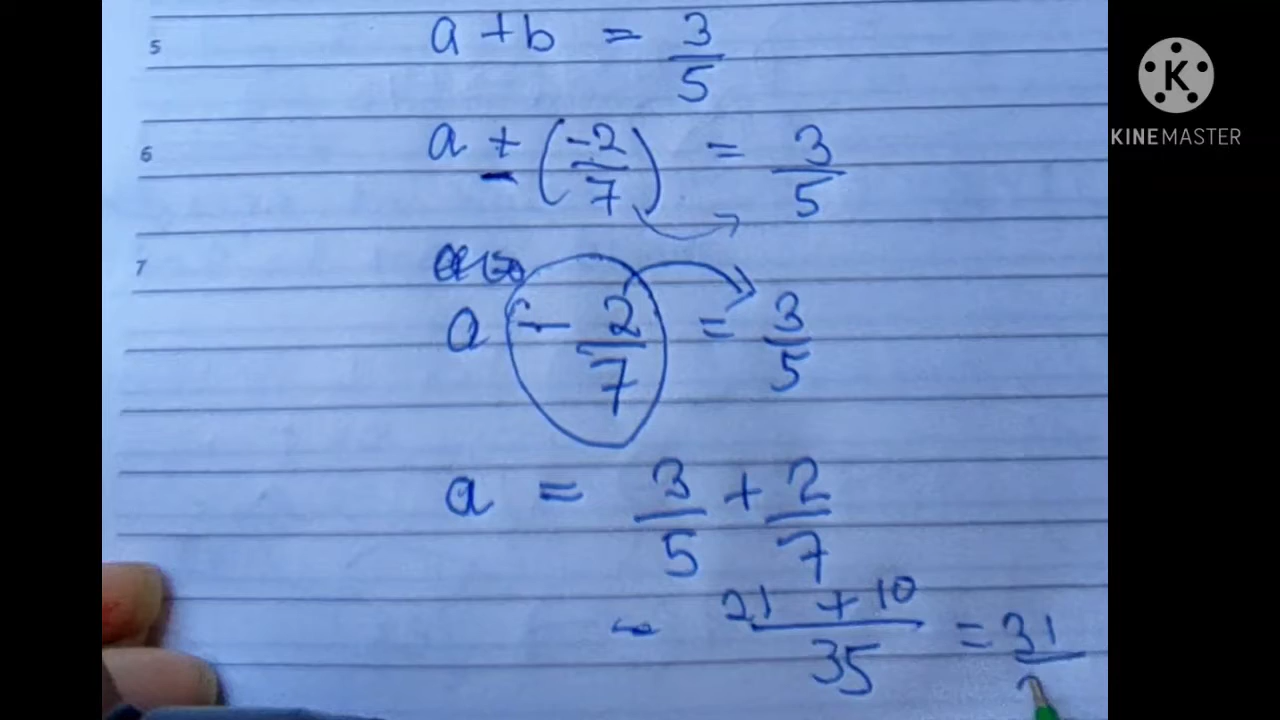 5 a + b = 3/5
6 a + (-2/7) = 3/5
7
a - 2/7 = 3/5
a = 3/5 + 2/7
= 21 + 10/35 = 31/
K
KINEMASTER